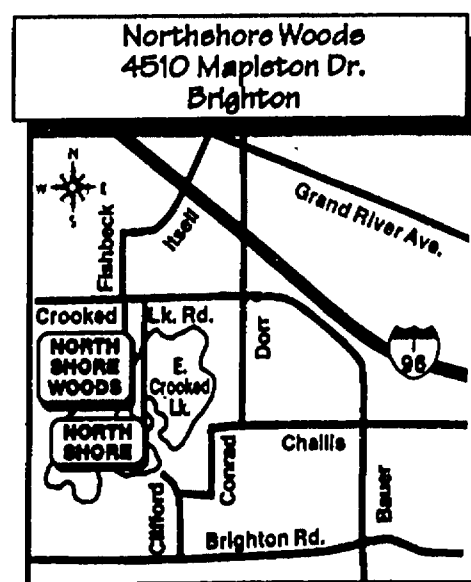 Northshore Woods
4510 Mapleton Dr.
Brighton
N
W E
S
Fishbeck
Itsell
Grand River Ave.
Crooked Lk. Rd.
Dorr
96
NORTH
SHORE
WOODS
E.
Crooked
Lk.
NORTH
SHORE
Challis
Conrad
Clifford
Bauer
Brighton Rd.